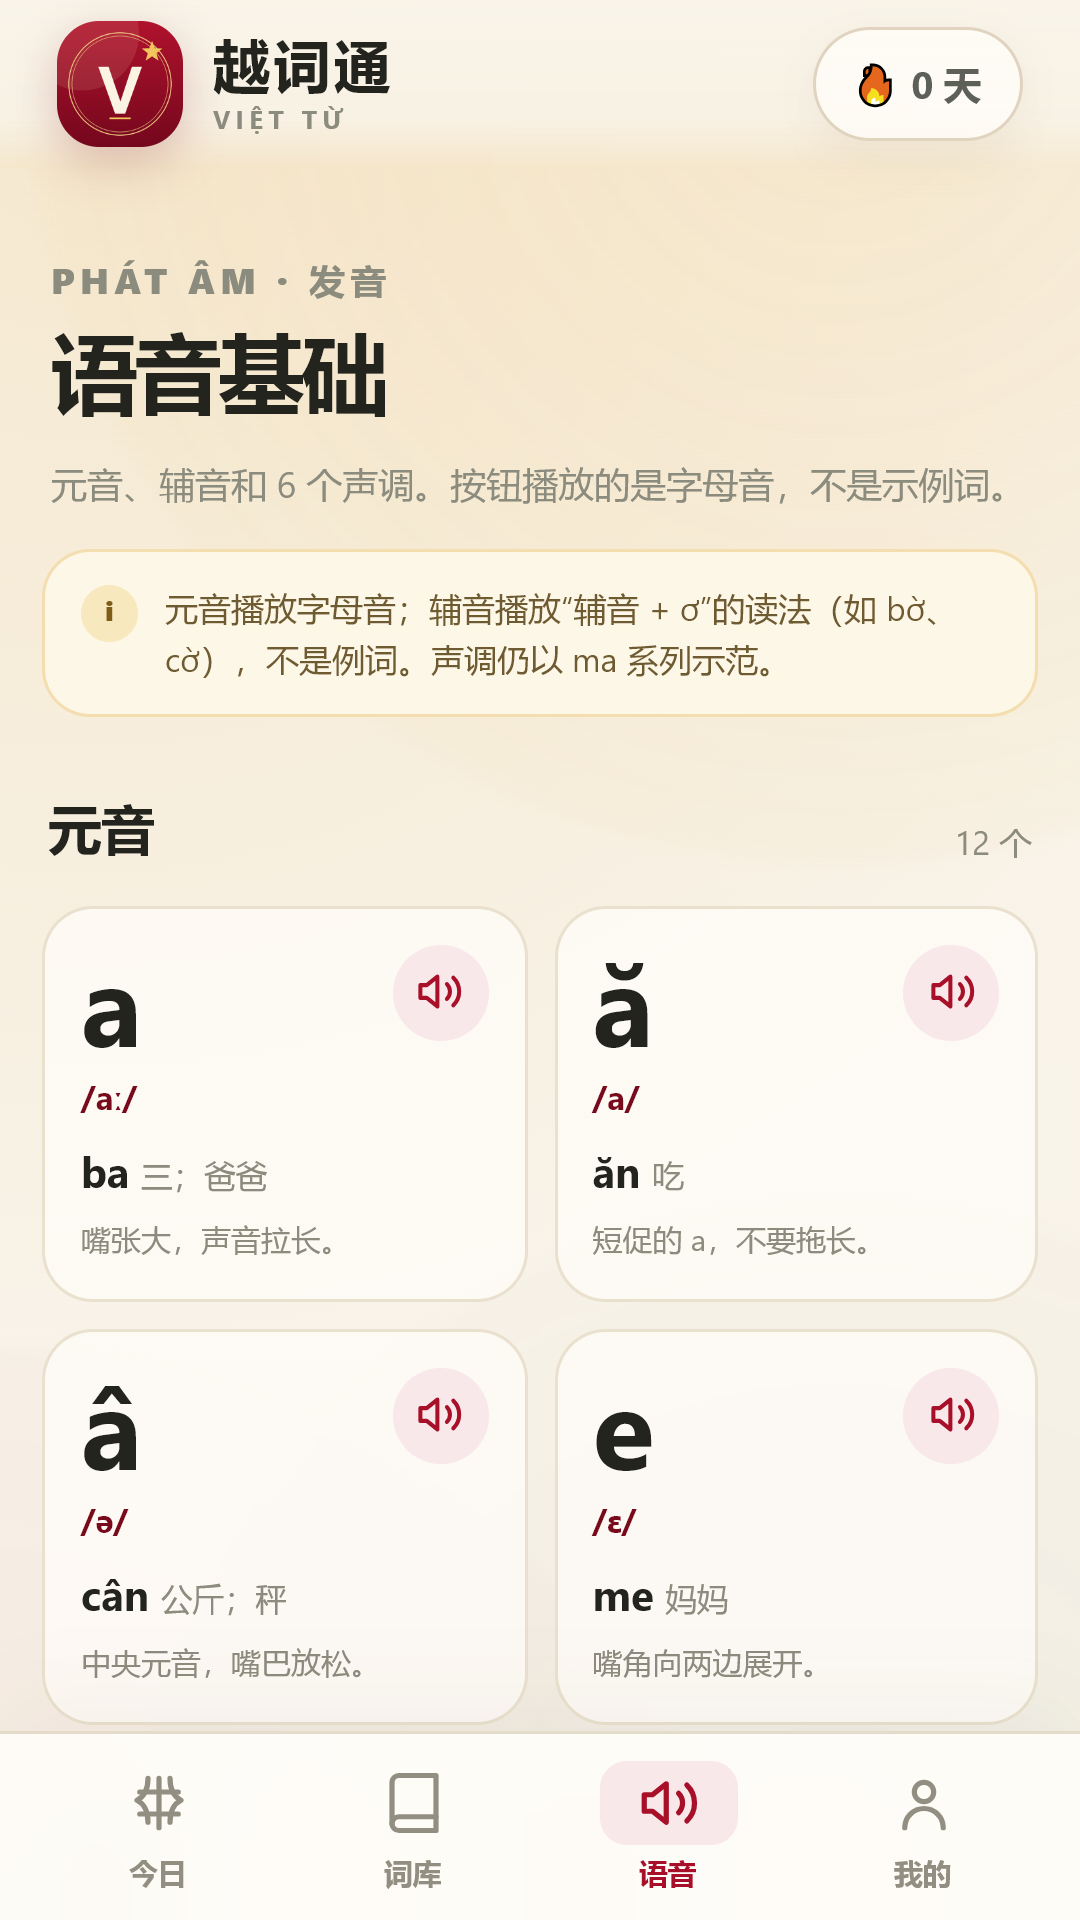 V
越词通
VIỆT TỪ
0 天
PHÁT ÂM · 发音
语音基础
元音、辅音和 6 个声调。按钮播放的是字母音，不是示例词。
i
元音播放字母音；辅音播放“辅音 + ơ”的读法（如 bờ、
cờ），不是例词。声调仍以 ma 系列示范。
元音
12 个
a
/aː/
ba 三；爸爸
嘴张大，声音拉长。
ă
/a/
ăn 吃
短促的 a，不要拖长。
â
/ə/
cân 公斤；秤
中央元音，嘴巴放松。
e
/ɛ/
me 妈妈
嘴角向两边展开。
今日
词库
语音
我的